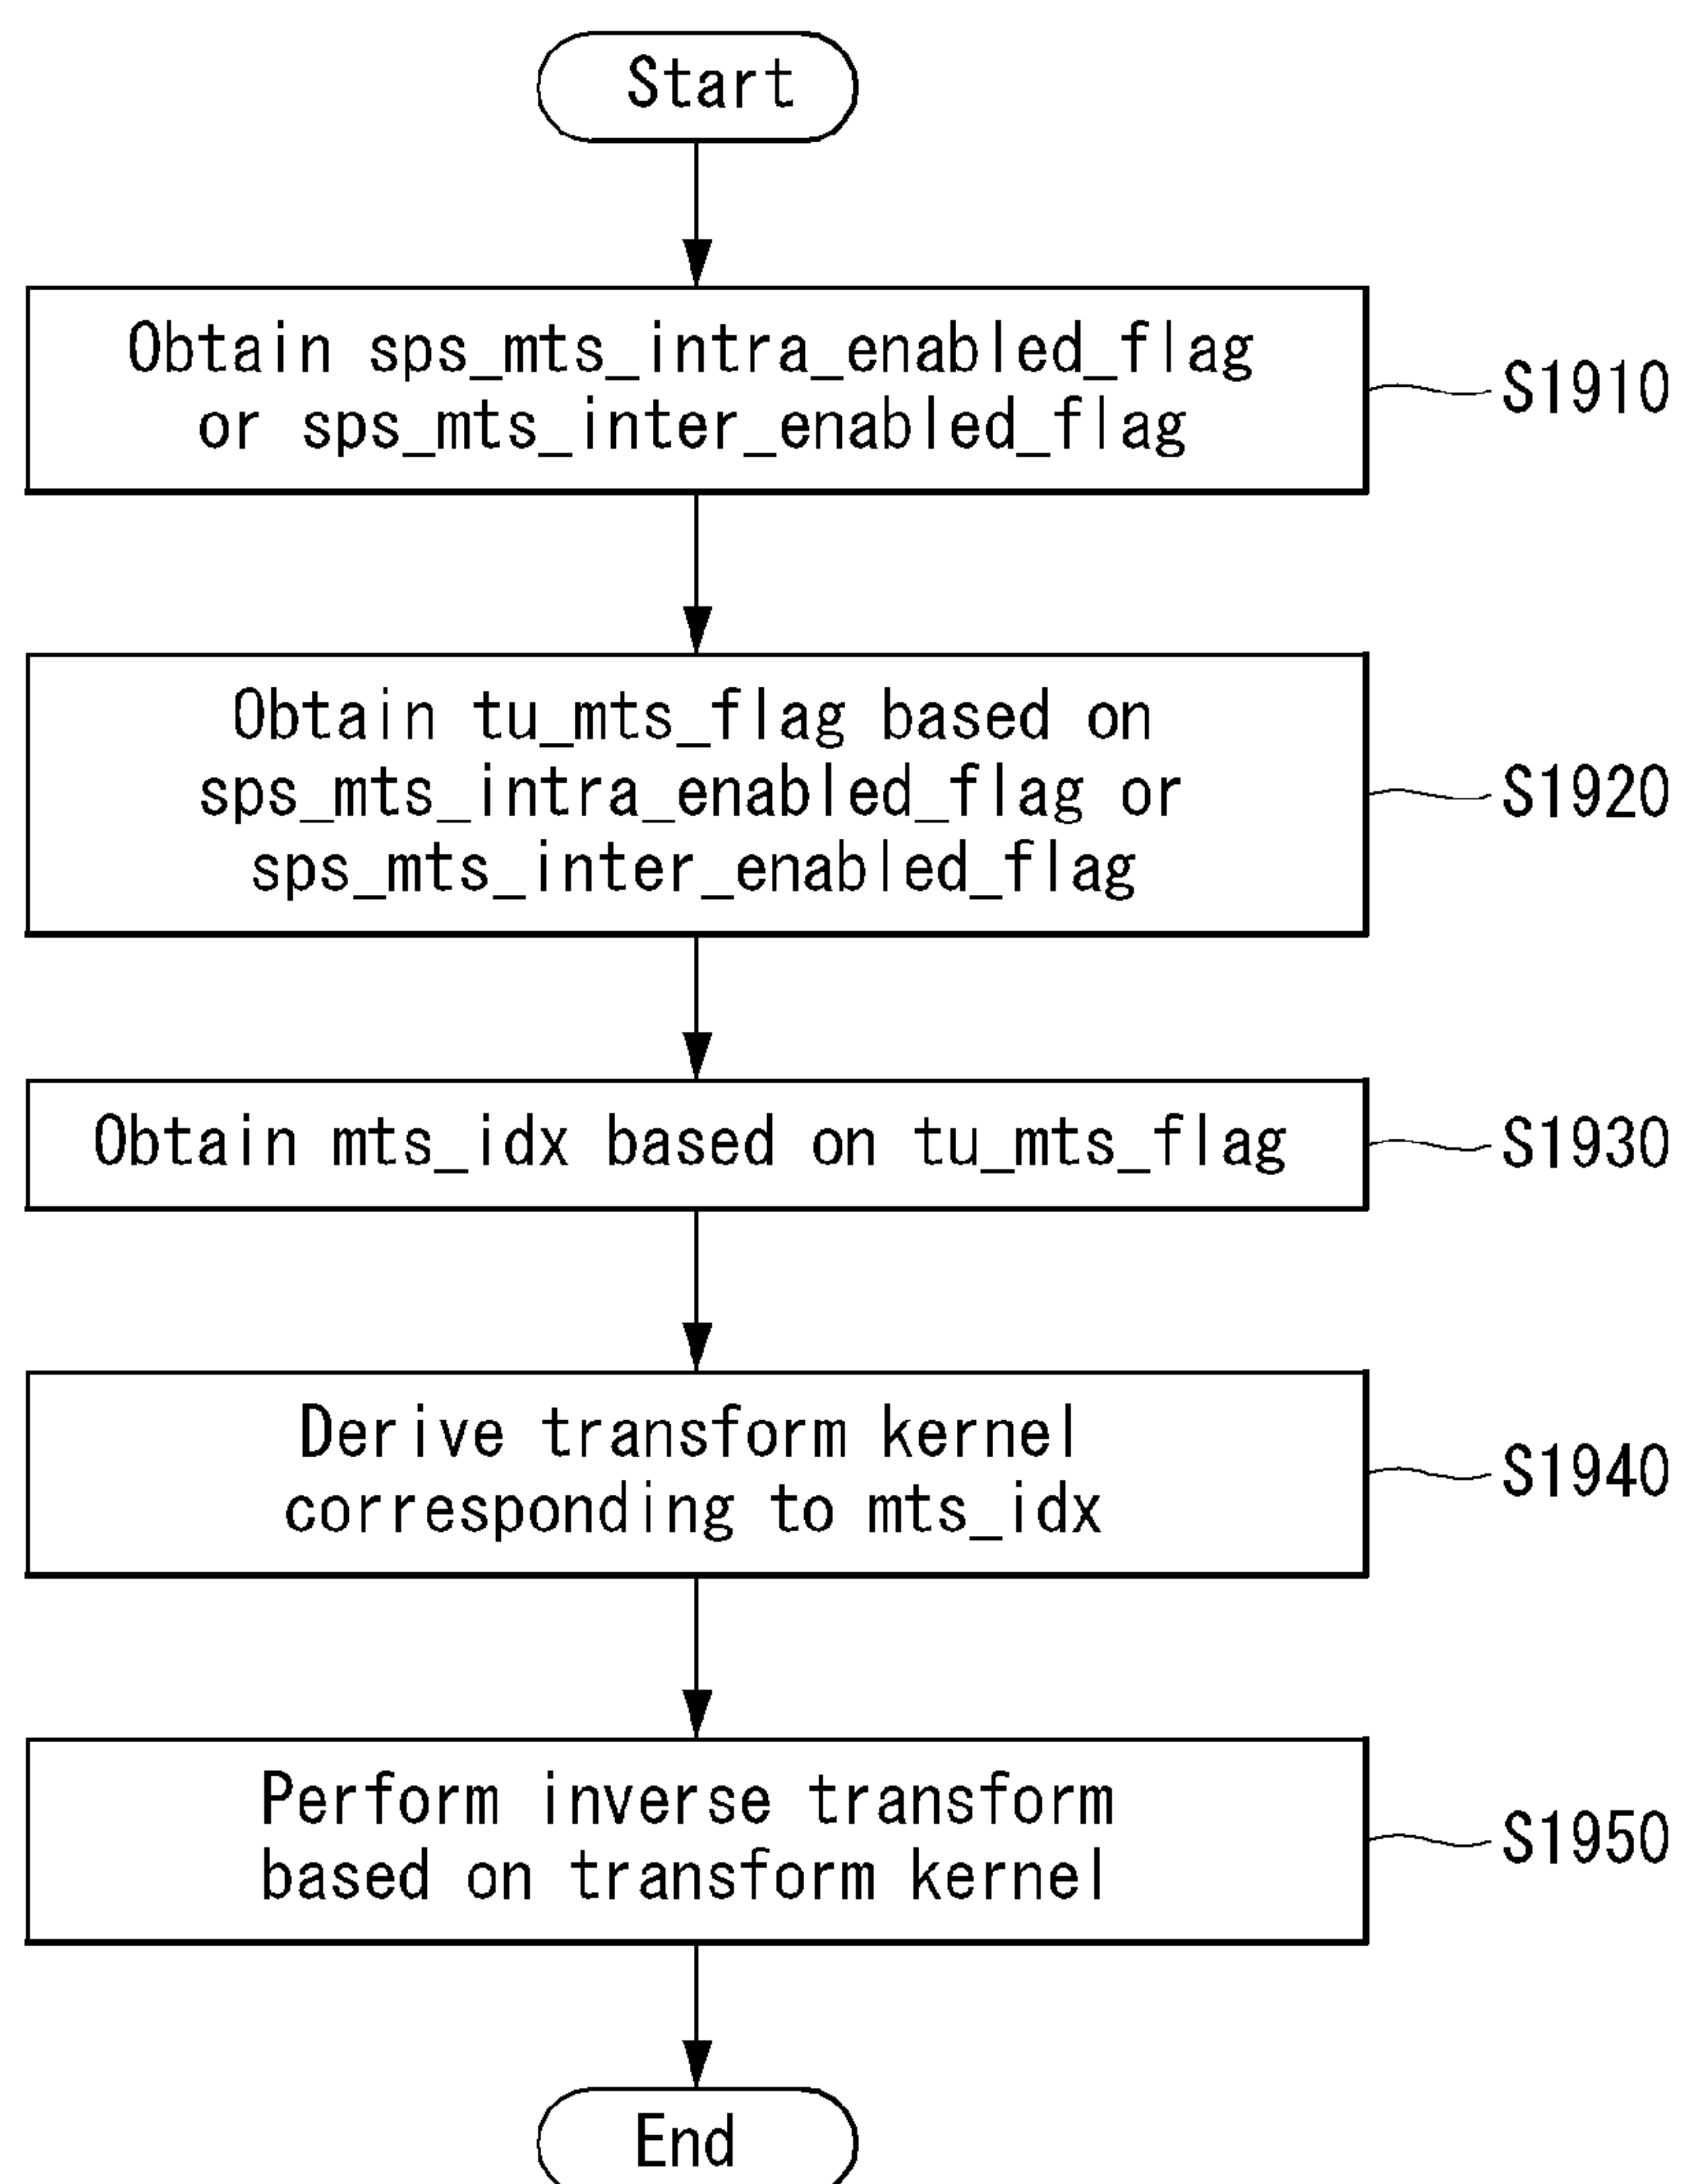 Start
Obtain sps_mts_intra_enabled_flag
or sps_mts_inter_enabled_flag
S1910
Obtain tu_mts_flag based on
sps_mts_intra_enabled_flag or
sps_mts_inter_enabled_flag
S1920
Obtain mts_idx based on tu_mts_flag
S1930
Derive transform kernel
corresponding to mts_idx
S1940
Perform inverse transform
based on transform kernel
S1950
End